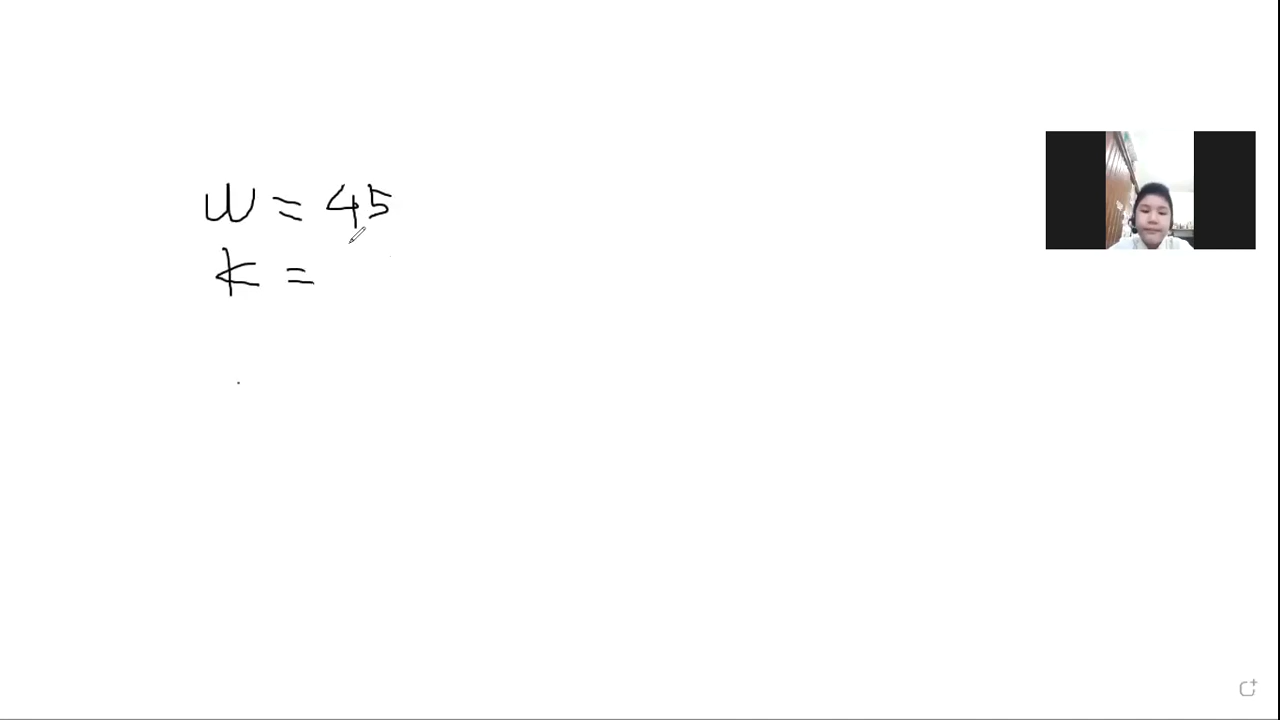 W = 45
K =